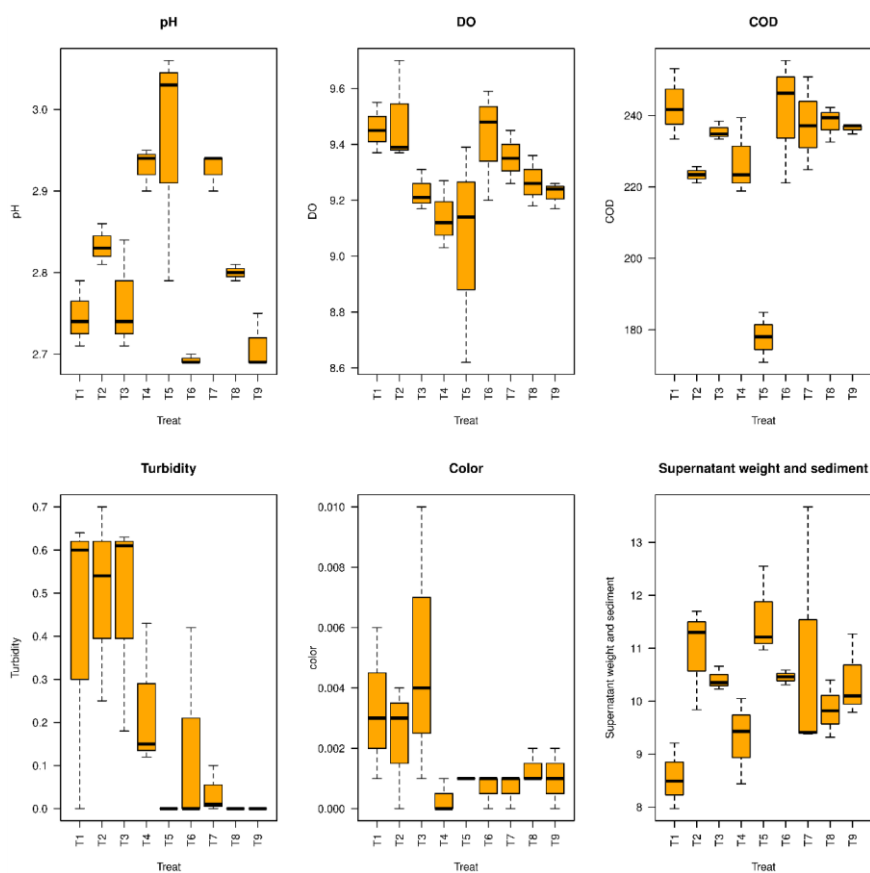 pH
pH
3.0
2.9
2.8
2.7
T1 T2 T3 T4 T5 T6 T7 T8 T9
Treat
DO
DO
9.6
9.4
9.2
9.0
8.8
8.6
T1 T2 T3 T4 T5 T6 T7 T8 T9
Treat
COD
COD
240
220
200
180
T1 T2 T3 T4 T5 T6 T7 T8 T9
Treat
Turbidity
Turbidity
0.7
0.6
0.5
0.4
0.3
0.2
0.1
0.0
T1 T2 T3 T4 T5 T6 T7 T8 T9
Treat
Color
color
0.010
0.008
0.006
0.004
0.002
0.000
T1 T2 T3 T4 T5 T6 T7 T8 T9
Treat
Supernatant weight and sediment
Supernatant weight and sediment
13
12
11
10
9
8
T1 T2 T3 T4 T5 T6 T7 T8 T9
Treat